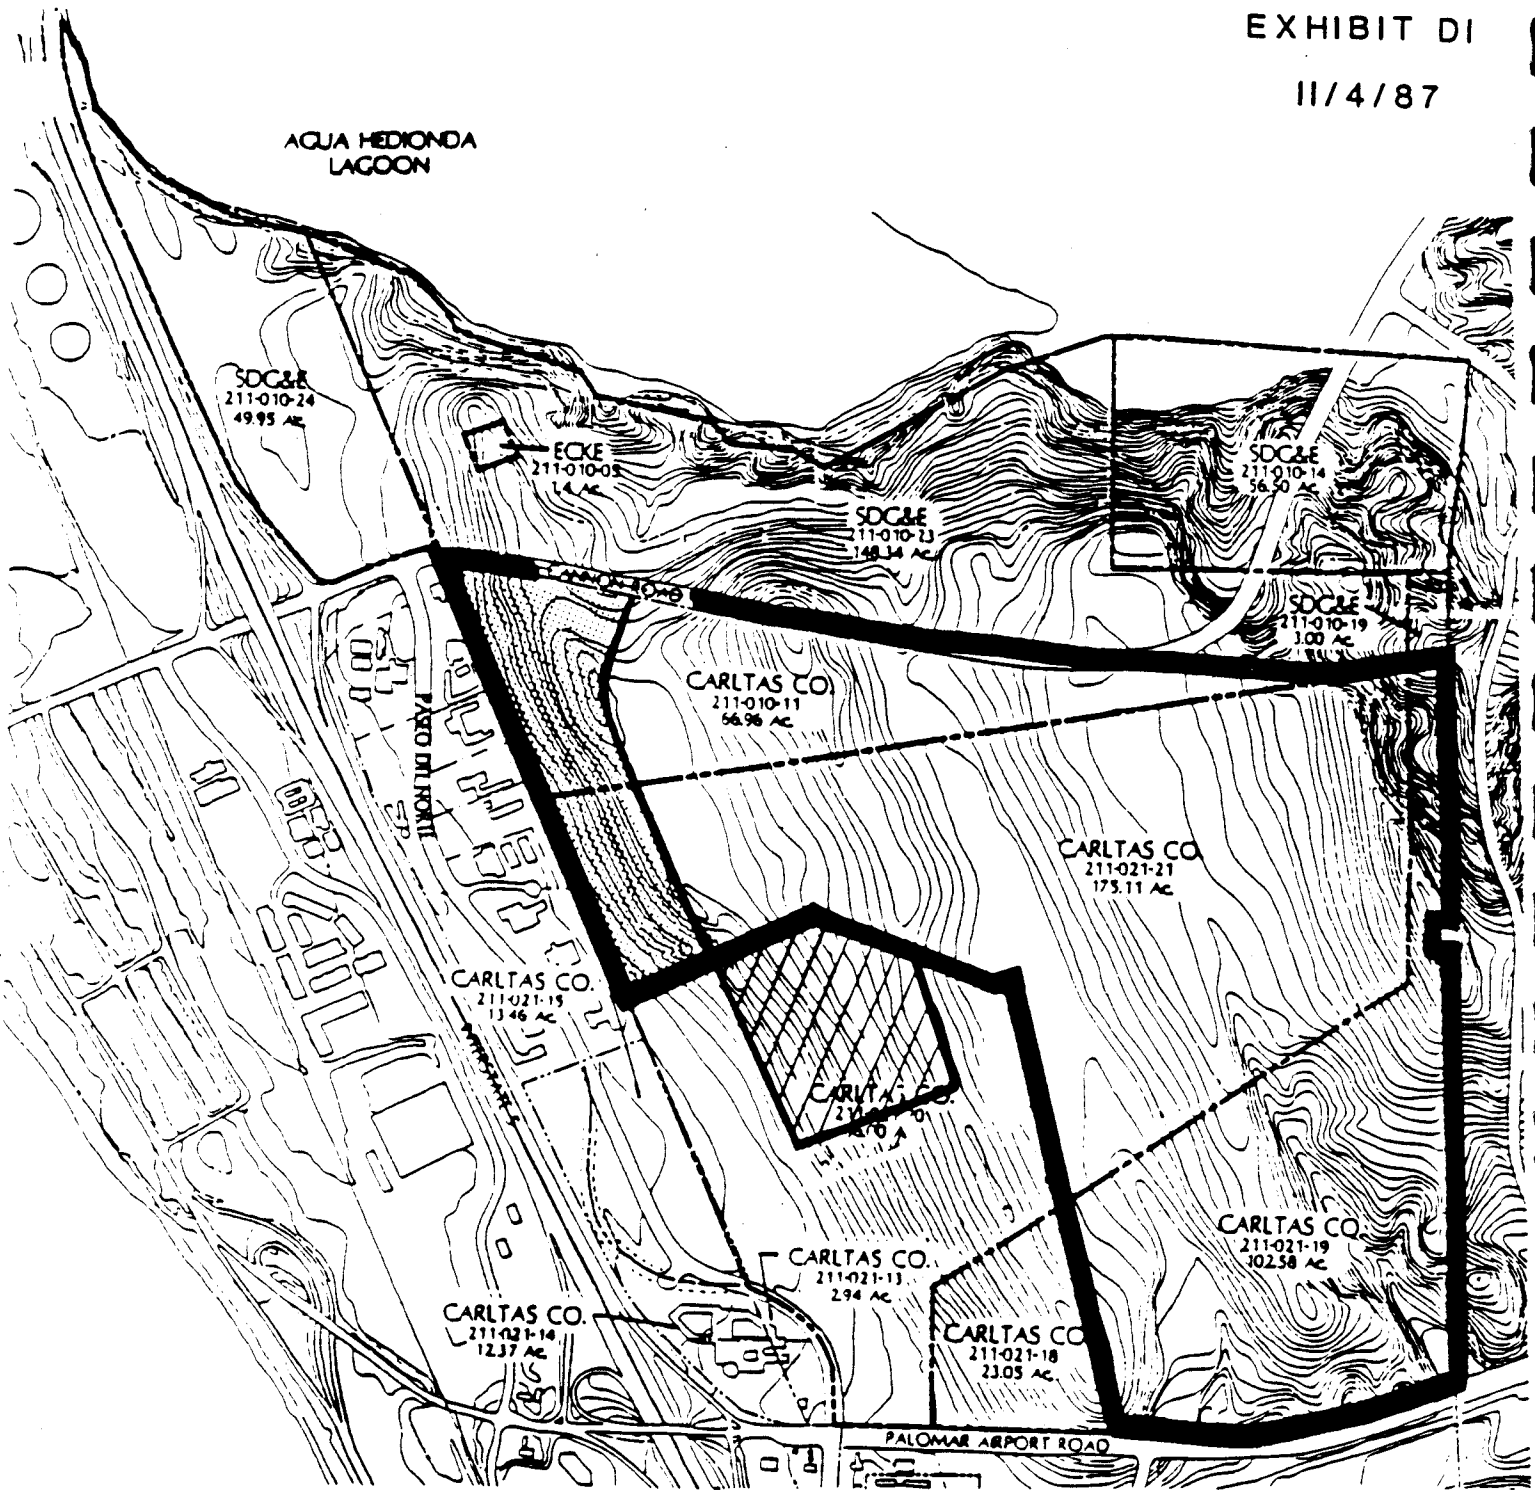 EXHIBIT D1
11/4/87
AGUA HEDIONDA
LAGOON
SDG&E
211-010-24
49.95 Ac.
ECKE
211-010-05
1.4 Ac.
SDG&E
211-010-14
56.50 Ac.
SDG&E
211-010-23
148.34 Ac.
CANNON ROAD
SDG&E
211-010-19
3.00 Ac.
CARLTAS CO.
211-010-11
66.96 Ac.
PASEO DEL NORTE
CARLTAS CO.
211-021-21
175.11 Ac.
CARLTAS CO.
211-021-15
13.46 Ac.
CARLTAS CO.
CARLTAS CO.
211-021-19
102.58 Ac.
CARLTAS CO.
211-021-13
2.94 Ac.
CARLTAS CO.
211-021-14
12.37 Ac.
CARLTAS CO.
211-021-18
23.05 Ac.
PALOMAR AIRPORT ROAD